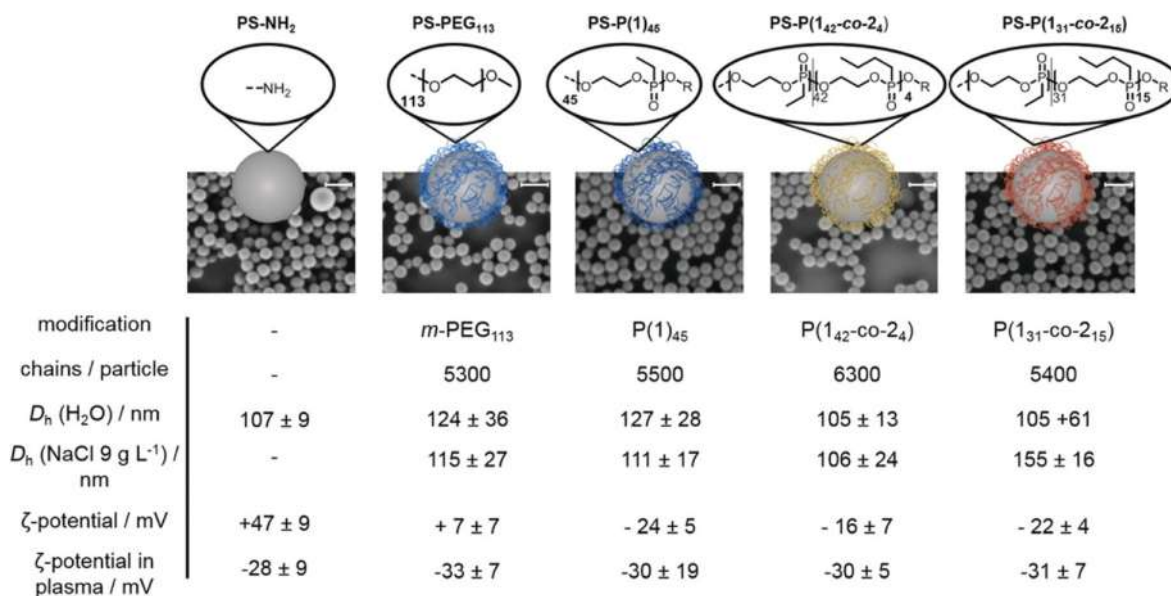 PS-NH₂ PS-PEG₁₁₃ PS-P(1)₄₅ PS-P(1₄₂-co-2₄) PS-P(1₃₁-co-2₁₅)
--NH₂ 113 O O 45 O O P O O R O O O P O 42 O O P O 4 O R O O O P O 31 O O P O 15 O R
modification - m-PEG₁₁₃ P(1)₄₅ P(1₄₂-co-2₄) P(1₃₁-co-2₁₅)
chains / particle - 5300 5500 6300 5400
Dₕ (H₂O) / nm 107 ± 9 124 ± 36 127 ± 28 105 ± 13 105 +61
Dₕ (NaCl 9 g L⁻¹) / - 115 ± 27 111 ± 17 106 ± 24 155 ± 16
nm
ζ-potential / mV +47 ± 9 + 7 ± 7 - 24 ± 5 - 16 ± 7 - 22 ± 4
ζ-potential in -28 ± 9 -33 ± 7 -30 ± 19 -30 ± 5 -31 ± 7
plasma / mV